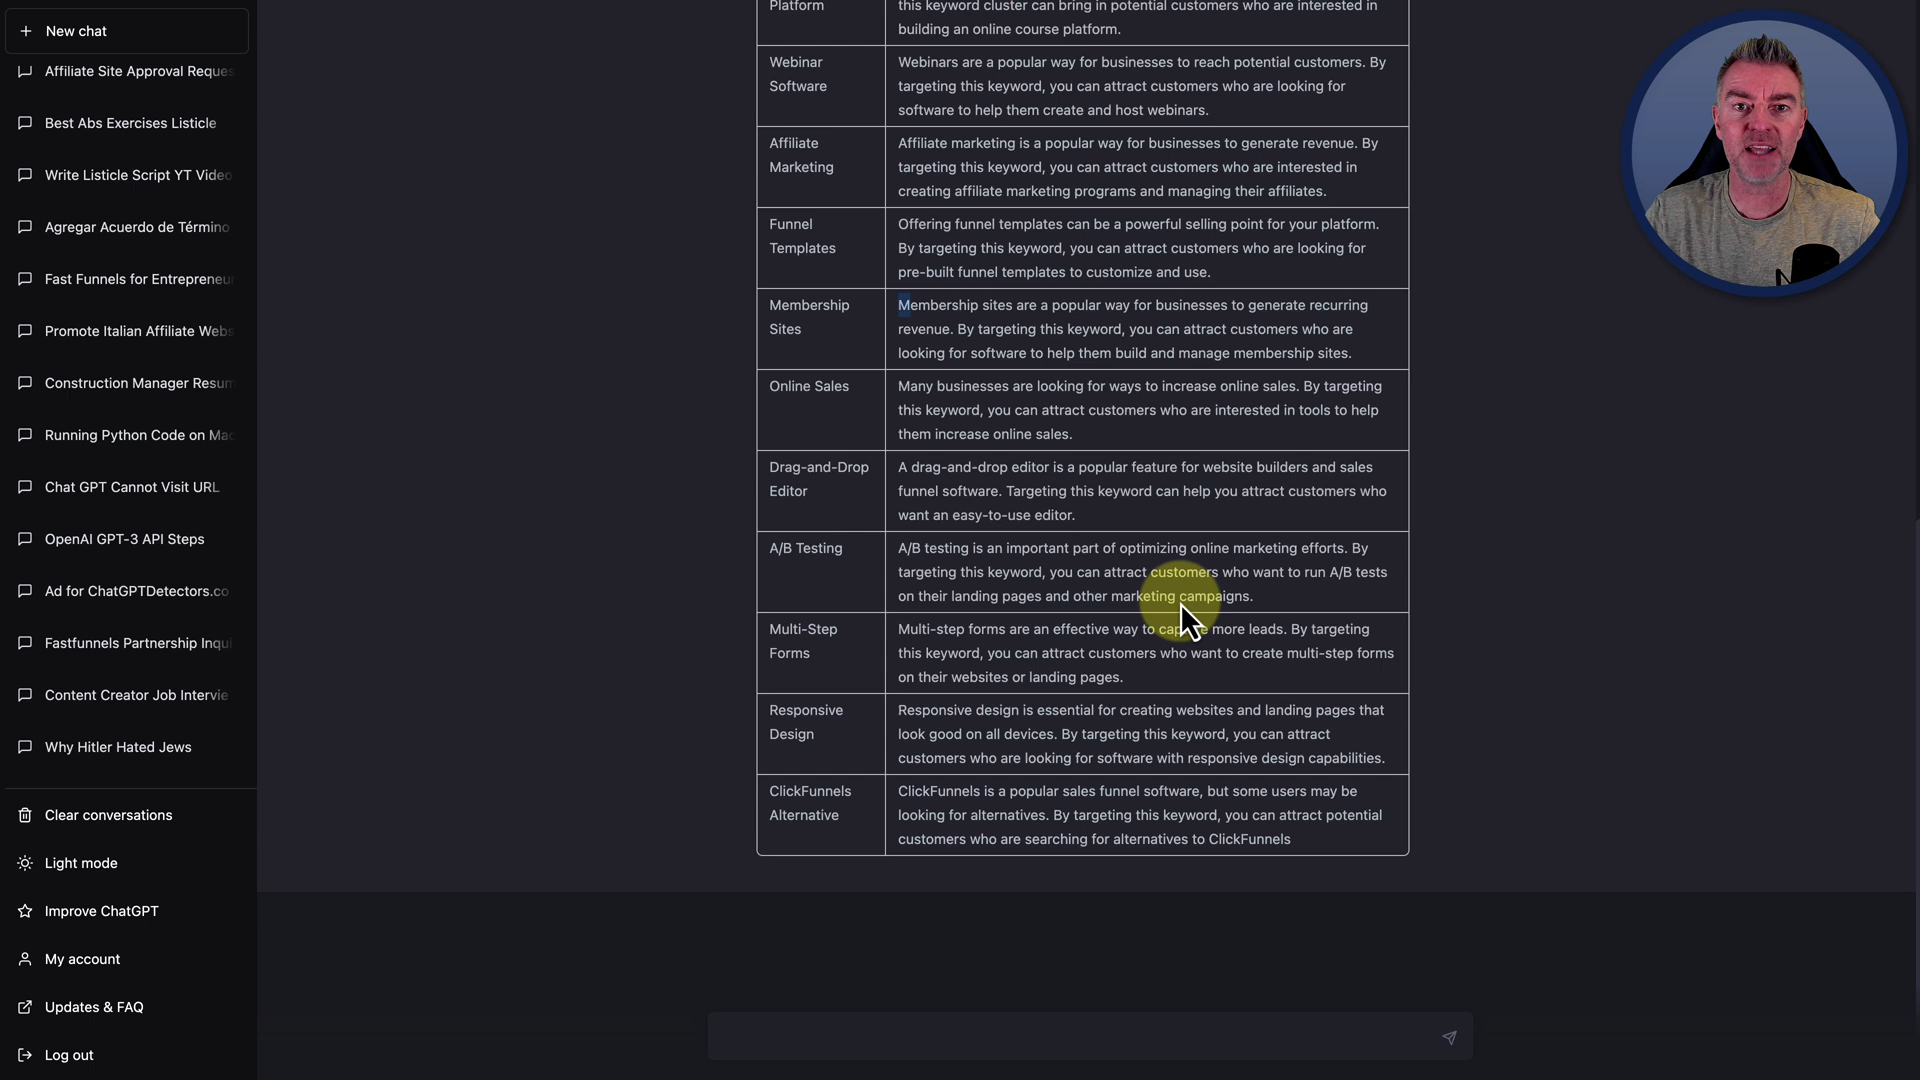 New chat
Affiliate Site Approval Reques
Best Abs Exercises Listicle
Write Listicle Script YT Video
Agregar Acuerdo de Término
Fast Funnels for Entrepreneur
Promote Italian Affiliate Webs
Construction Manager Resum
Running Python Code on Mac
Chat GPT Cannot Visit URL
OpenAI GPT-3 API Steps
Ad for ChatGPTDetectors.co
Fastfunnels Partnership Inqui
Content Creator Job Intervie
Why Hitler Hated Jews
Clear conversations
Light mode
Improve ChatGPT
My account
Updates & FAQ
Log out
Platform
this keyword cluster can bring in potential customers who are interested in
building an online course platform.
Webinar
Software
Webinars are a popular way for businesses to reach potential customers. By
targeting this keyword, you can attract customers who are looking for
software to help them create and host webinars.
Affiliate
Marketing
Affiliate marketing is a popular way for businesses to generate revenue. By
targeting this keyword, you can attract customers who are interested in
creating affiliate marketing programs and managing their affiliates.
Funnel
Templates
Offering funnel templates can be a powerful selling point for your platform.
By targeting this keyword, you can attract customers who are looking for
pre-built funnel templates to customize and use.
Membership
Sites
Membership sites are a popular way for businesses to generate recurring
revenue. By targeting this keyword, you can attract customers who are
looking for software to help them build and manage membership sites.
Online Sales
Many businesses are looking for ways to increase online sales. By targeting
this keyword, you can attract customers who are interested in tools to help
them increase online sales.
Drag-and-Drop
Editor
A drag-and-drop editor is a popular feature for website builders and sales
funnel software. Targeting this keyword can help you attract customers who
want an easy-to-use editor.
A/B Testing
A/B testing is an important part of optimizing online marketing efforts. By
targeting this keyword, you can attract customers who want to run A/B tests
on their landing pages and other marketing campaigns.
Multi-Step
Forms
Multi-step forms are an effective way to capture more leads. By targeting
this keyword, you can attract customers who want to create multi-step forms
on their websites or landing pages.
Responsive
Design
Responsive design is essential for creating websites and landing pages that
look good on all devices. By targeting this keyword, you can attract
customers who are looking for software with responsive design capabilities.
ClickFunnels
Alternative
ClickFunnels is a popular sales funnel software, but some users may be
looking for alternatives. By targeting this keyword, you can attract potential
customers who are searching for alternatives to ClickFunnels